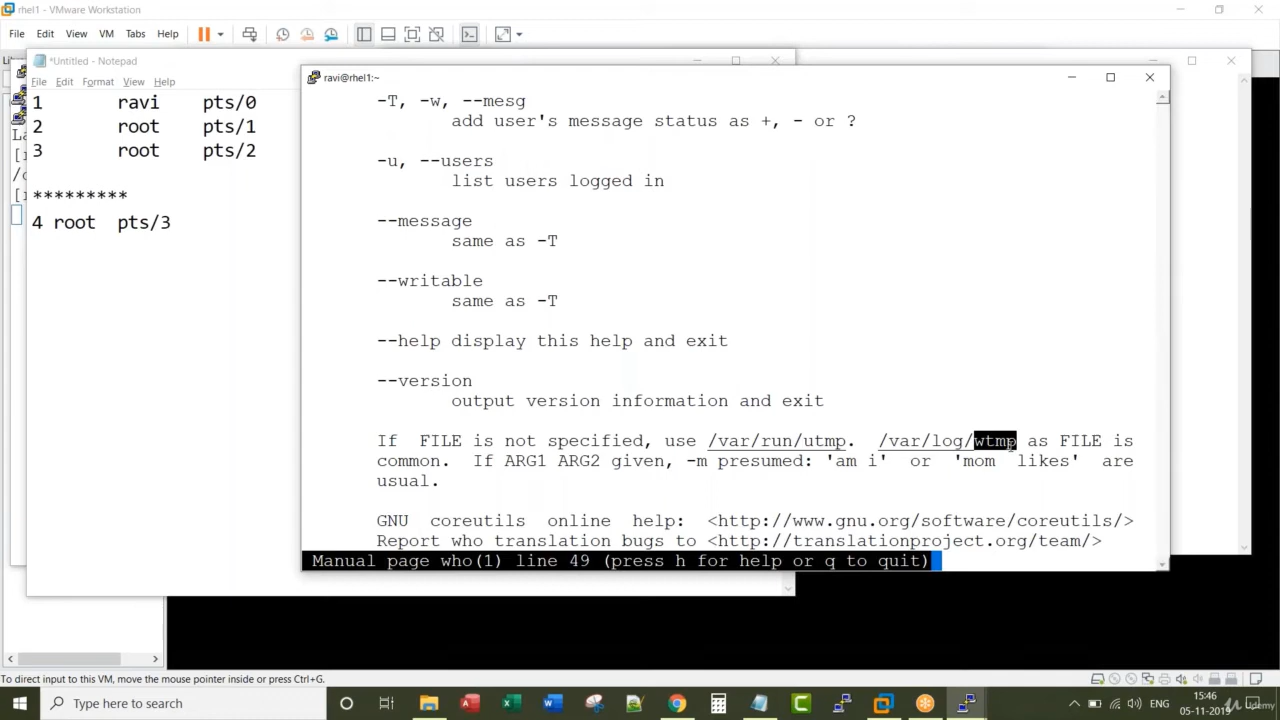 rhel1 - VMware Workstation
File Edit View VM Tabs Help
*Untitled - Notepad
File Edit Format View Help
1 ravi pts/0
2 root pts/1
3 root pts/2
*********
4 root pts/3
ravi@rhel1:~
-T, -w, --mesg
add user's message status as +, - or ?
-u, --users
list users logged in
--message
same as -T
--writable
same as -T
--help display this help and exit
--version
output version information and exit
If FILE is not specified, use /var/run/utmp. /var/log/wtmp as FILE is
common. If ARG1 ARG2 given, -m presumed: 'am i' or 'mom likes' are
usual.
GNU coreutils online help: <http://www.gnu.org/software/coreutils/>
Report who translation bugs to <http://translationproject.org/team/>
Manual page who(1) line 49 (press h for help or q to quit)
To direct input to this VM, move the mouse pointer inside or press Ctrl+G.
Type here to search
ENG
15:46
05-11-2019
Udemy